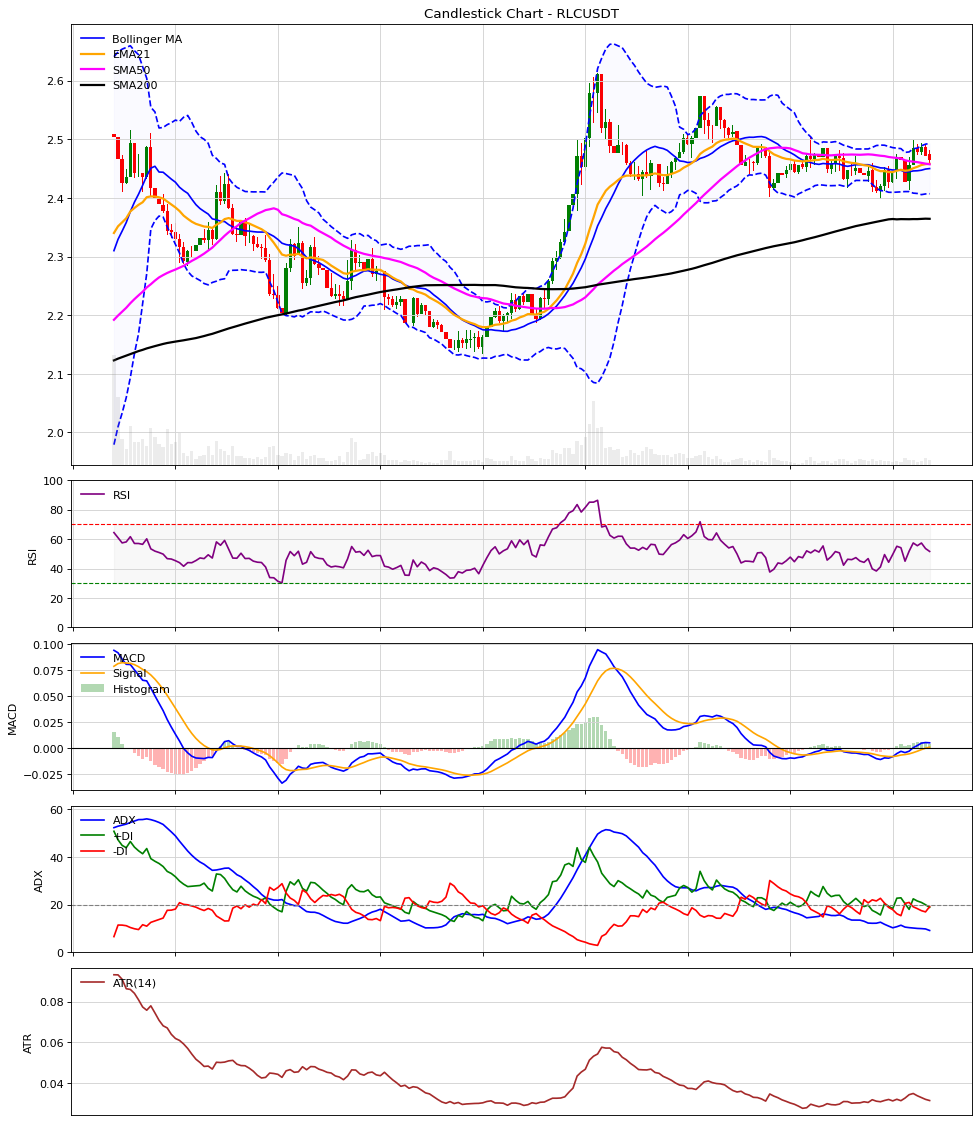 Candlestick Chart - RLCUSDT
Bollinger MA
EMA21
SMA50
SMA200
2.6
2.5
2.4
2.3
2.2
2.1
2.0
RSI
RSI
100
80
60
40
20
0
MACD
Signal
Histogram
MACD
0.100
0.075
0.050
0.025
0.000
−0.025
ADX
+DI
-DI
ADX
60
40
20
0
ATR(14)
ATR
0.08
0.06
0.04